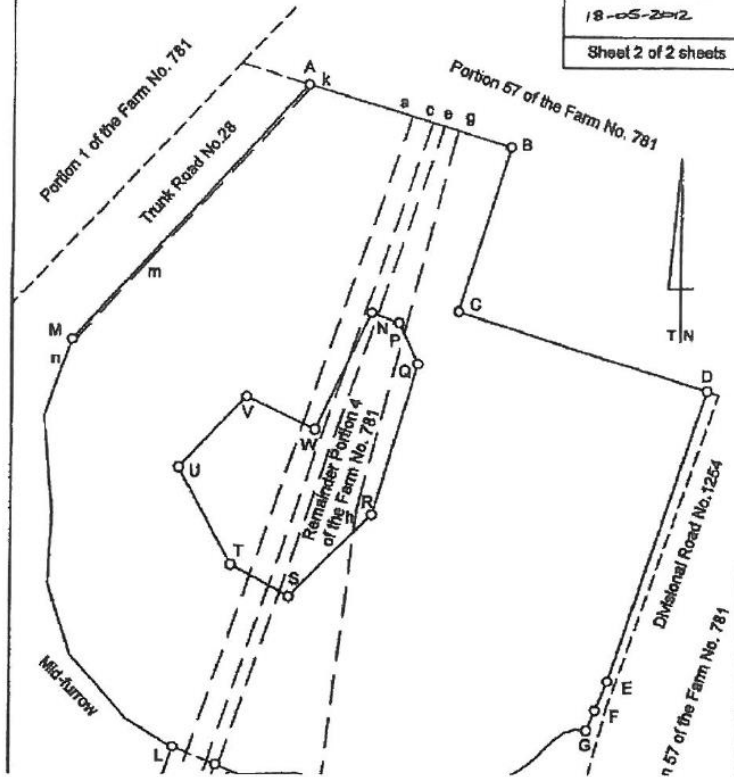 18-05-2012
Sheet 2 of 2 sheets
Portion 1 of the Farm No. 781
A
k
Portion 57 of the Farm No. 781
a
c
e
g
B
Trunk Road No.28
m
T N
M
n
N
P
C
Q
D
V
W
U
Remainder Portion 4
of the Farm No. 781
R
h
T
S
Divisional Road No.1254
Mid-furrow
E
F
G
n 57 of the Farm No. 781
L